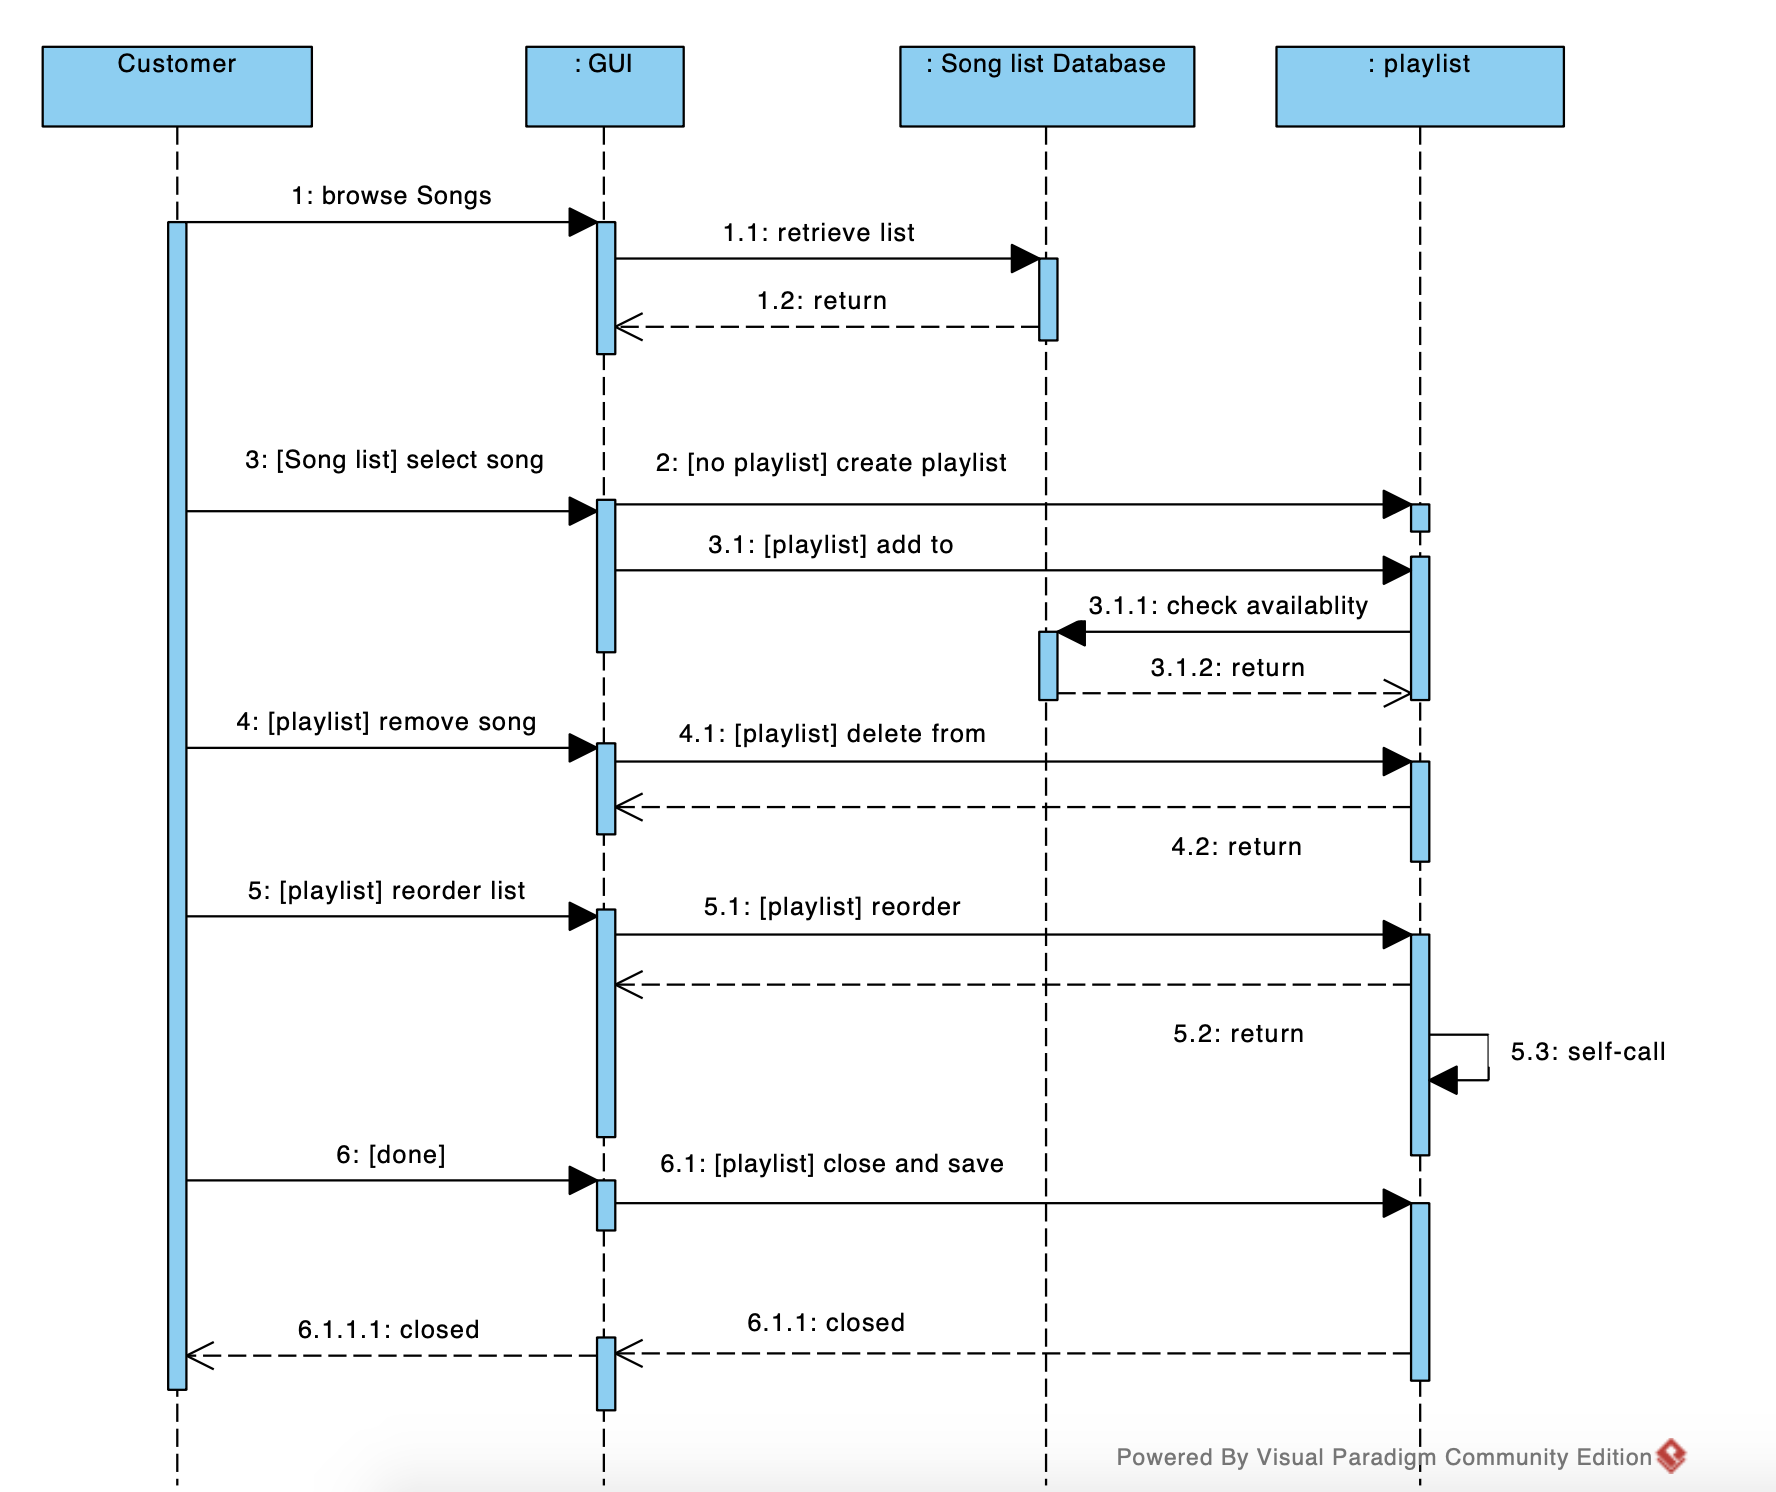 Customer
: GUI
: Song list Database
: playlist
1: browse Songs
1.1: retrieve list
1.2: return
3: [Song list] select song
2: [no playlist] create playlist
3.1: [playlist] add to
3.1.1: check availablity
3.1.2: return
4: [playlist] remove song
4.1: [playlist] delete from
4.2: return
5: [playlist] reorder list
5.1: [playlist] reorder
5.2: return
5.3: self-call
6: [done]
6.1: [playlist] close and save
6.1.1.1: closed
6.1.1: closed
Powered By Visual Paradigm Community Edition